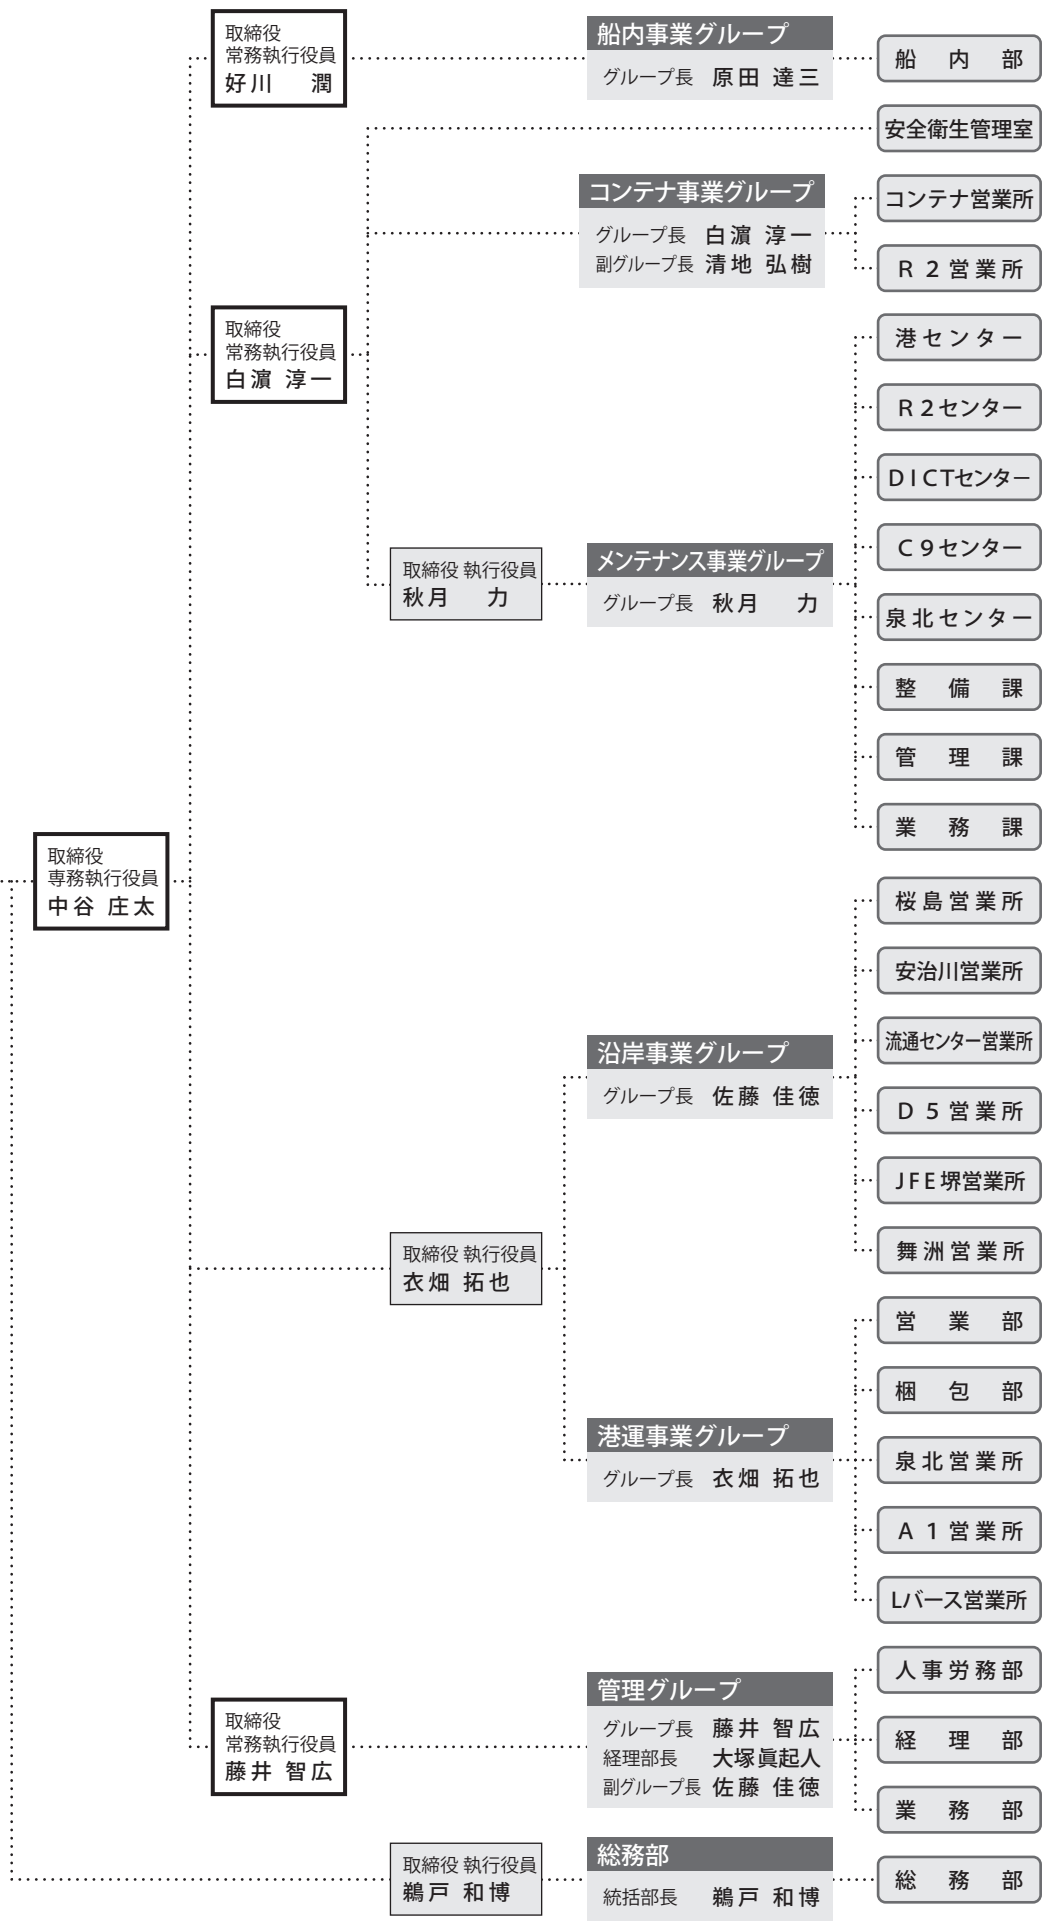 取締役
常務執行役員
好川 潤
船内事業グループ
グループ長 原田 達三
船内部
安全衛生管理室
コンテナ事業グループ
グループ長 白濵 淳一
副グループ長 清地 弘樹
コンテナ営業所
R2営業所
取締役
常務執行役員
白濵 淳一
港センター
R2センター
DICTセンター
C9センター
取締役 執行役員
秋月 力
メンテナンス事業グループ
グループ長 秋月 力
泉北センター
整備課
管理課
業務課
取締役
専務執行役員
中谷 庄太
桜島営業所
安治川営業所
流通センター営業所
沿岸事業グループ
グループ長 佐藤 佳徳
D5営業所
JFE堺営業所
舞洲営業所
取締役 執行役員
衣畑 拓也
営業部
梱包部
港運事業グループ
グループ長 衣畑 拓也
泉北営業所
A1営業所
Lバース営業所
人事労務部
取締役
常務執行役員
藤井 智広
管理グループ
グループ長 藤井 智広
経理部長 大塚眞起人
副グループ長 佐藤 佳徳
経理部
業務部
取締役 執行役員
鵜戸 和博
総務部
統括部長 鵜戸 和博
総務部